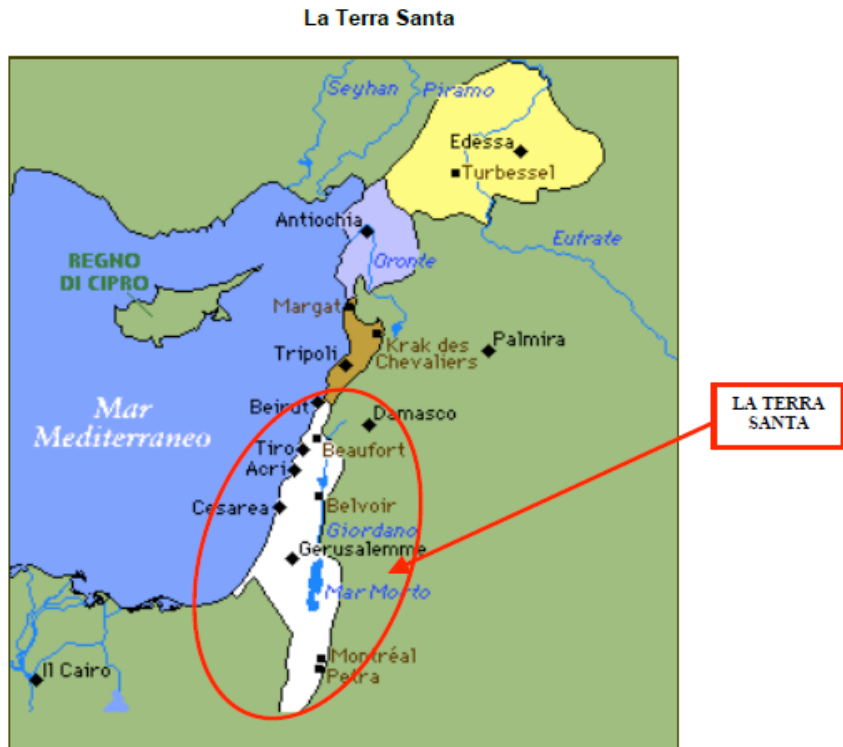 La Terra Santa
Seyhan
Piramo
Edessa
Turbessel
Antiochia
Eufrate
Oronte
REGNO
DI CIPRO
Margat
Krak des
Chevaliers
Palmira
Tripoli
Beirut
Damasco
LA TERRA
SANTA
Mar
Mediterraneo
Tiro
Beaufort
Acri
Cesarea
Belvoir
Giordano
Gerusalemme
Mar Morto
Montréal
Petra
Il Cairo